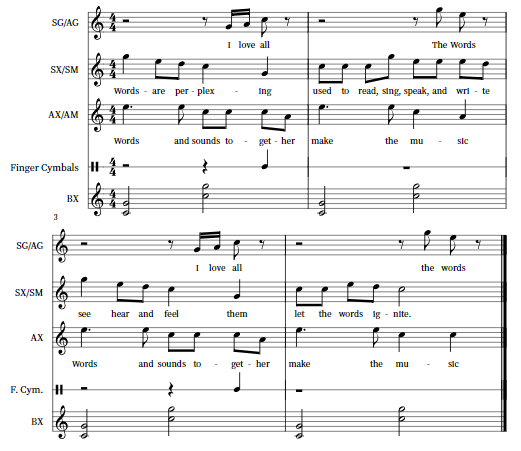 SG/AG
I love all The Words
SX/SM
Words - are per - plex - ing used to read, sing, speak, and wri - te
AX/AM
Words and sounds to - get - her make the mu - sic
Finger Cymbals
BX
3
SG/AG
I love all the words
SX/SM
see hear and feel them let the words ig - nite.
AX
Words and sounds to - get - her make the mu - sic
F. Cym.
BX